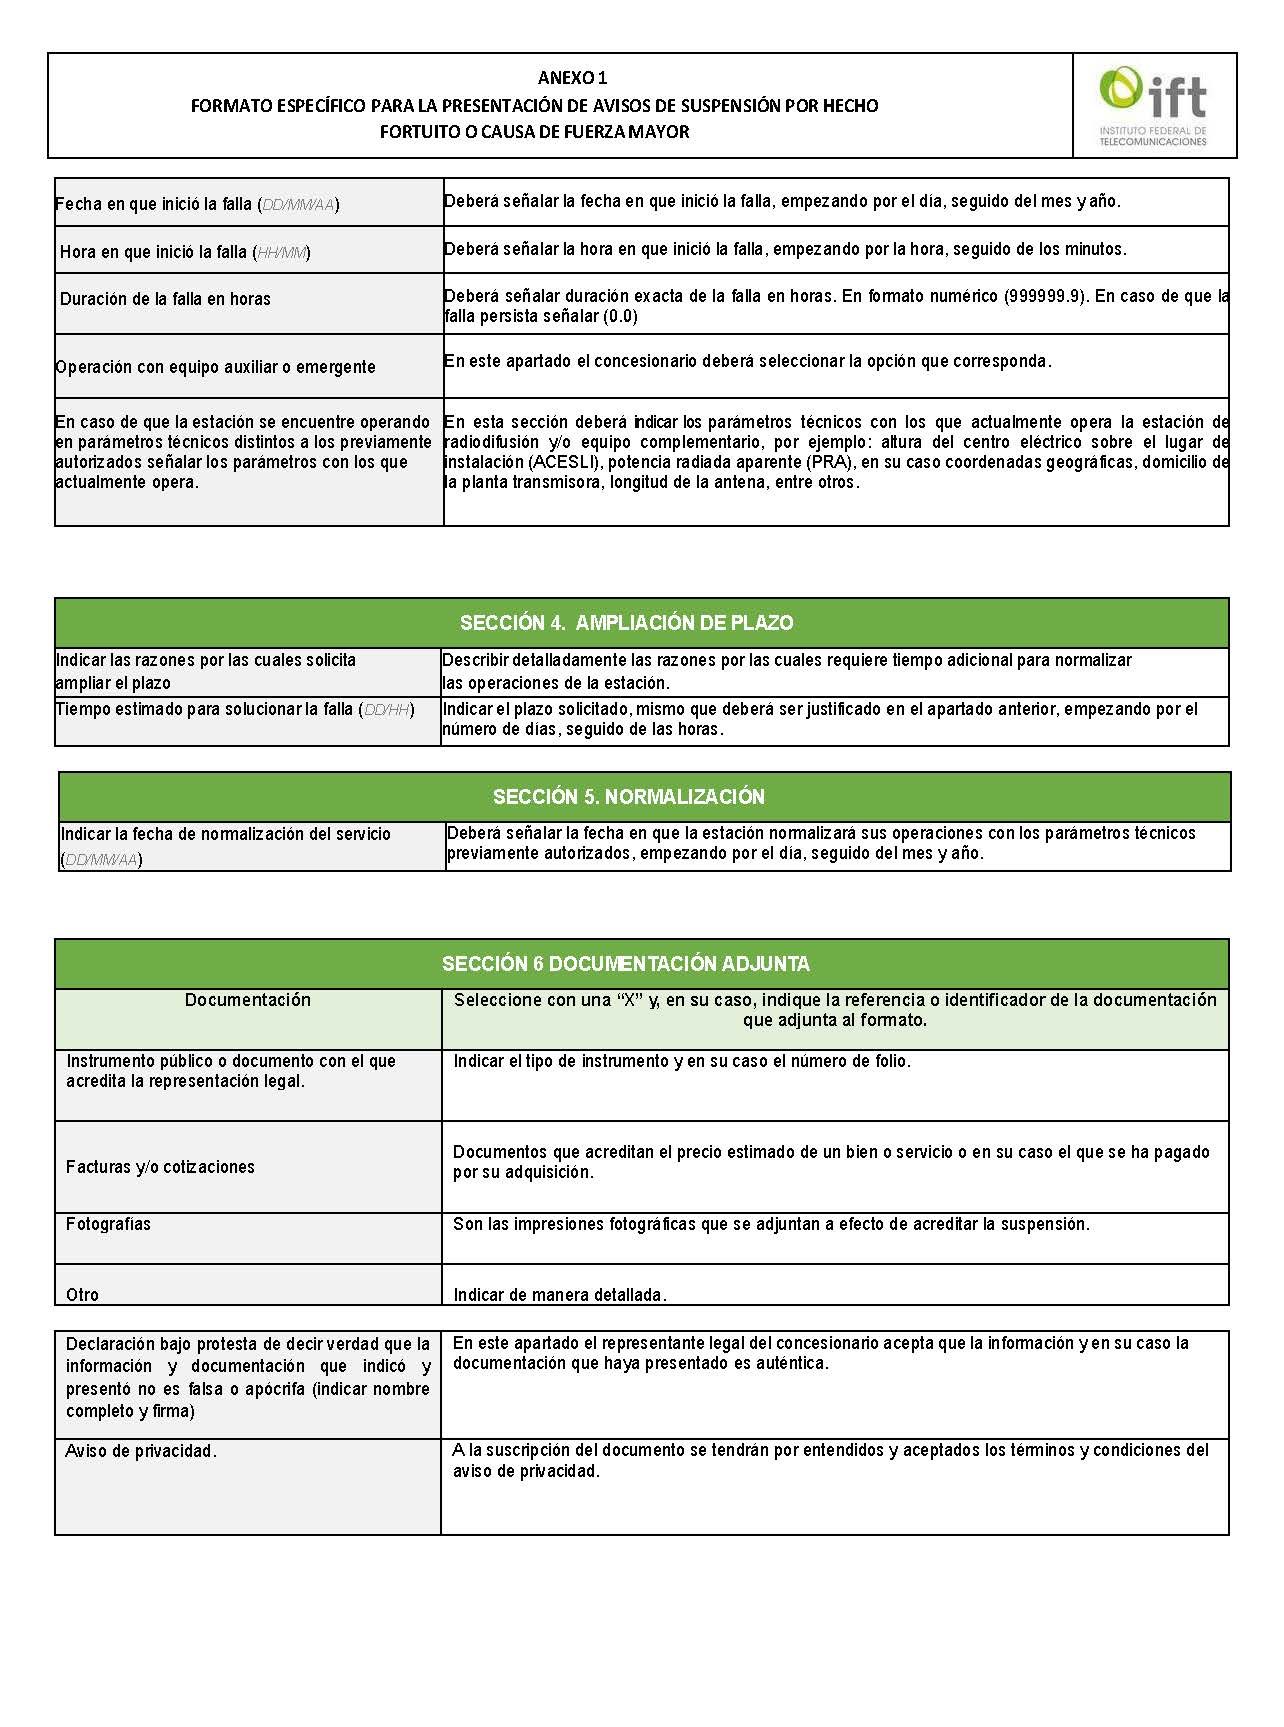 ANEXO 1
FORMATO ESPECÍFICO PARA LA PRESENTACIÓN DE AVISOS DE SUSPENSIÓN POR HECHO
FORTUITO O CAUSA DE FUERZA MAYOR
ift
INSTITUTO FEDERAL DE
TELECOMUNICACIONES
Fecha en que inició la falla (DD/MM/AA)
Deberá señalar la fecha en que inició la falla, empezando por el día, seguido del mes y año.
Hora en que inició la falla (HH/MM)
Deberá señalar la hora en que inició la falla, empezando por la hora, seguido de los minutos.
Duración de la falla en horas
Deberá señalar duración exacta de la falla en horas. En formato numérico (999999.9). En caso de que la
falla persista señalar (0.0)
Operación con equipo auxiliar o emergente
En este apartado el concesionario deberá seleccionar la opción que corresponda.
En caso de que la estación se encuentre operando
en parámetros técnicos distintos a los previamente
autorizados señalar los parámetros con los que
actualmente opera.
En esta sección deberá indicar los parámetros técnicos con los que actualmente opera la estación de
radiodifusión y/o equipo complementario, por ejemplo: altura del centro eléctrico sobre el lugar de
instalación (ACESLI), potencia radiada aparente (PRA), en su caso coordenadas geográficas, domicilio de
la planta transmisora, longitud de la antena, entre otros.
SECCIÓN 4. AMPLIACIÓN DE PLAZO
Indicar las razones por las cuales solicita
ampliar el plazo
Describir detalladamente las razones por las cuales requiere tiempo adicional para normalizar
las operaciones de la estación.
Tiempo estimado para solucionar la falla (DD/HH)
Indicar el plazo solicitado, mismo que deberá ser justificado en el apartado anterior, empezando por el
número de días, seguido de las horas.
SECCIÓN 5. NORMALIZACIÓN
Indicar la fecha de normalización del servicio
(DD/MM/AA)
Deberá señalar la fecha en que la estación normalizará sus operaciones con los parámetros técnicos
previamente autorizados, empezando por el día, seguido del mes y año.
SECCIÓN 6 DOCUMENTACIÓN ADJUNTA
Documentación
Seleccione con una “X” y, en su caso, indique la referencia o identificador de la documentación
que adjunta al formato.
Instrumento público o documento con el que
acredita la representación legal.
Indicar el tipo de instrumento y en su caso el número de folio.
Facturas y/o cotizaciones
Documentos que acreditan el precio estimado de un bien o servicio o en su caso el que se ha pagado
por su adquisición.
Fotografías
Son las impresiones fotográficas que se adjuntan a efecto de acreditar la suspensión.
Otro
Indicar de manera detallada.
Declaración bajo protesta de decir verdad que la
información y documentación que indicó y
presentó no es falsa o apócrifa (indicar nombre
completo y firma)
En este apartado el representante legal del concesionario acepta que la información y en su caso la
documentación que haya presentado es auténtica.
Aviso de privacidad.
A la suscripción del documento se tendrán por entendidos y aceptados los términos y condiciones del
aviso de privacidad.